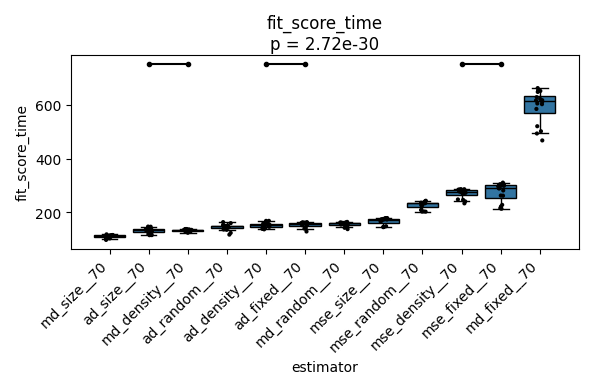 fit_score_time
p = 2.72e-30
fit_score_time
600
400
200
md_size__70
ad_size__70
md_density__70
ad_random__70
ad_density__70
ad_fixed__70
md_random__70
mse_size__70
mse_random__70
mse_density__70
mse_fixed__70
md_fixed__70
estimator